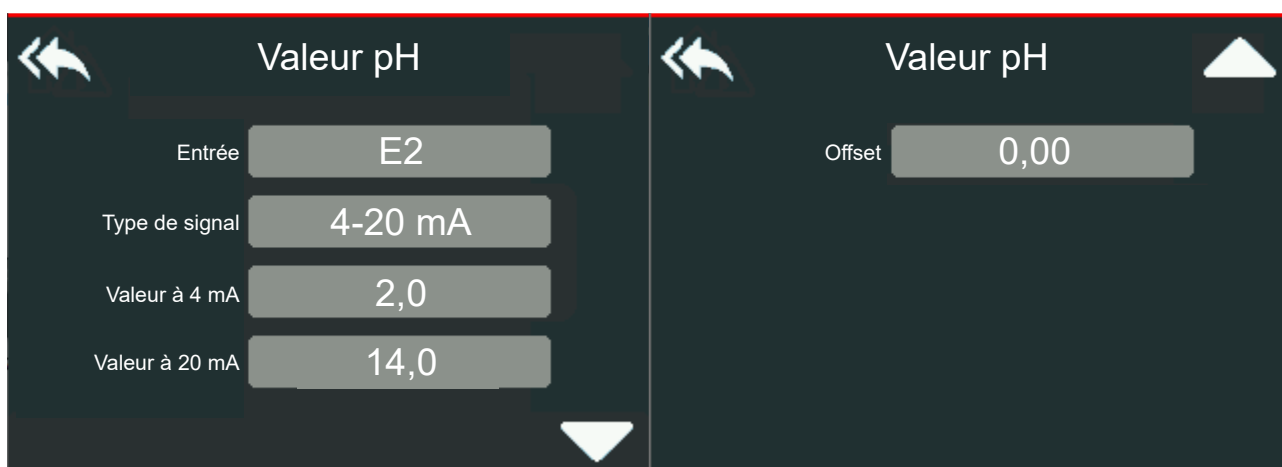 Valeur pH
Entrée E2
Type de signal 4-20 mA
Valeur à 4 mA 2,0
Valeur à 20 mA 14,0
Valeur pH
Offset 0,00